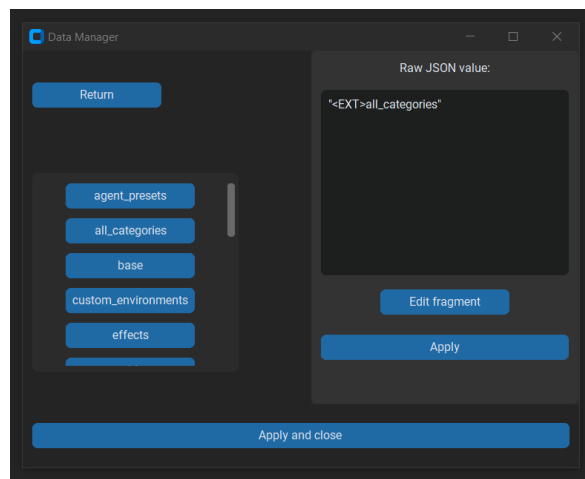 Data Manager
Return
agent_presets
all_categories
base
custom_environments
effects
Raw JSON value:
"<EXT>all_categories"
Edit fragment
Apply
Apply and close